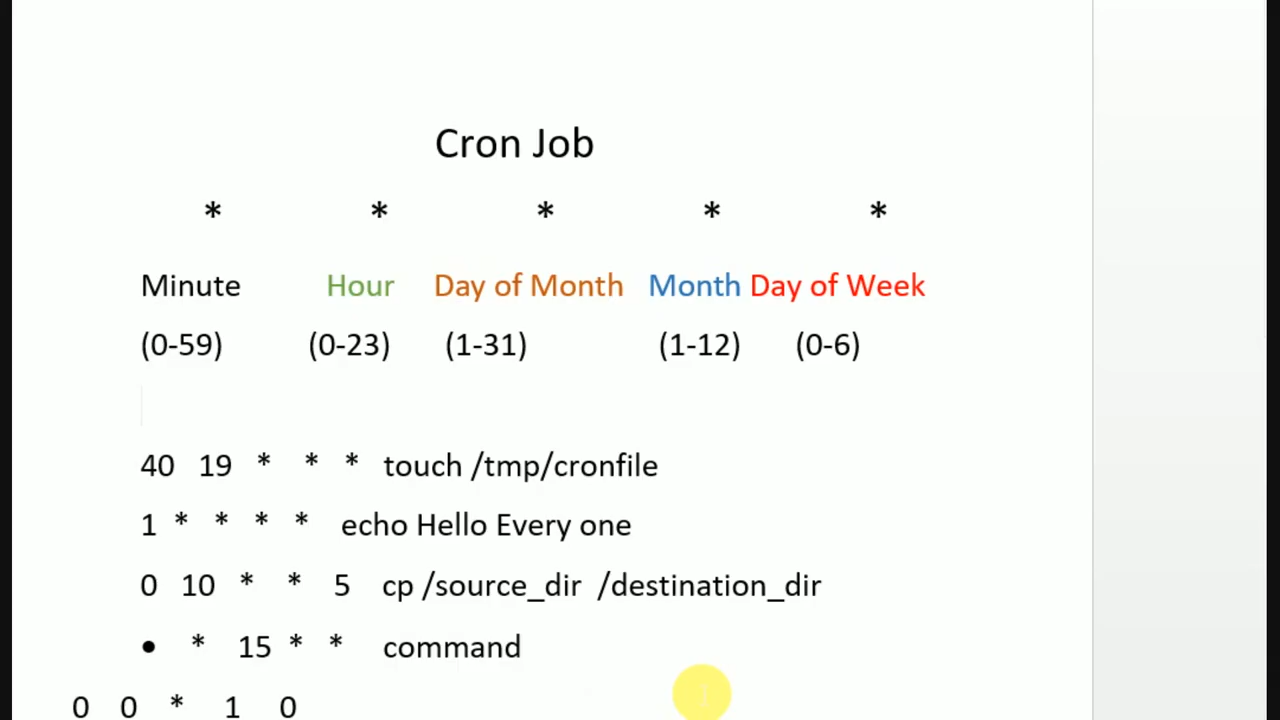 Cron Job
* * * * *
Minute Hour Day of Month Month Day of Week
(0-59) (0-23) (1-31) (1-12) (0-6)
40 19 * * * touch /tmp/cronfile
1 * * * * echo Hello Every one
0 10 * * 5 cp /source_dir /destination_dir
• * 15 * * command
0 0 * 1 0